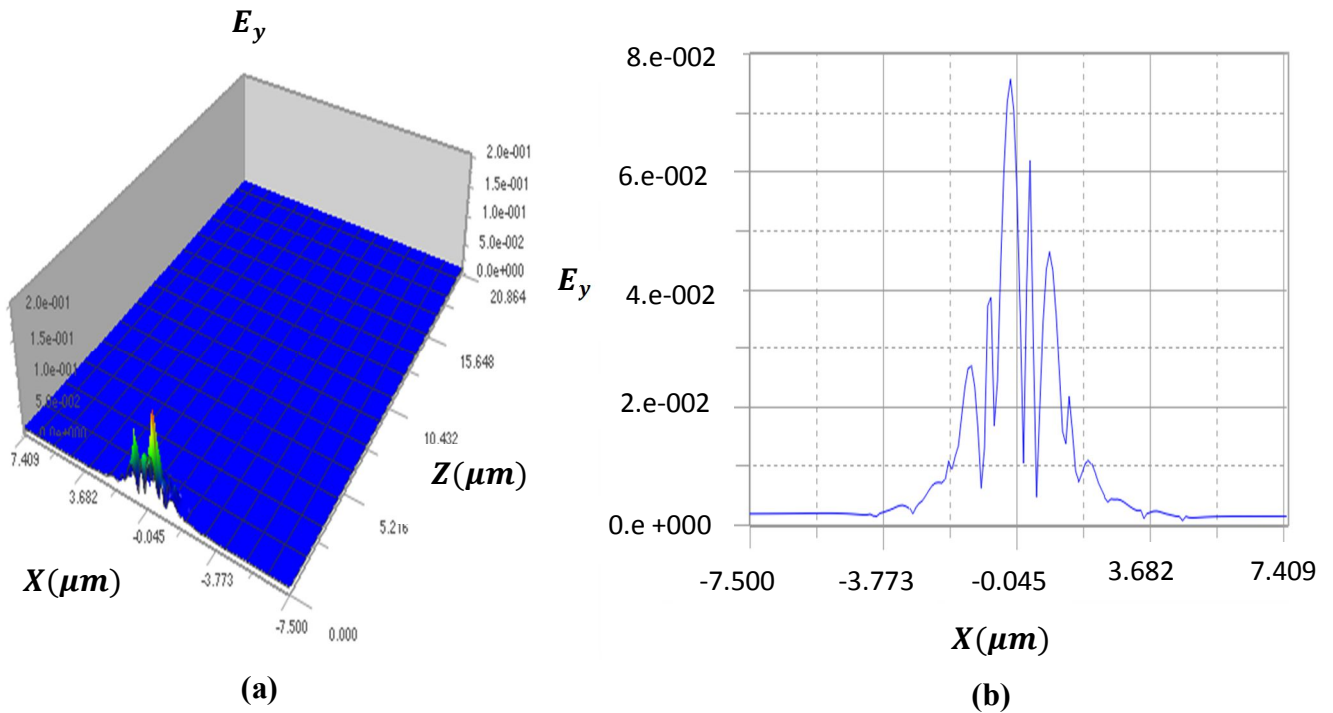 E_y
2.0e-001
1.5e-001
1.0e-001
5.0e-002
0.0e+000
20.864
15.648
10.432
5.216
0.000
Z(μm)
2.0e-001
1.5e-001
1.0e-001
5.0e-002
0.0e+000
7.409
3.682
-0.045
-3.773
-7.500
X(μm)
(a)
E_y
8.e-002
6.e-002
4.e-002
2.e-002
0.e +000
-7.500 -3.773 -0.045 3.682 7.409
X(μm)
(b)